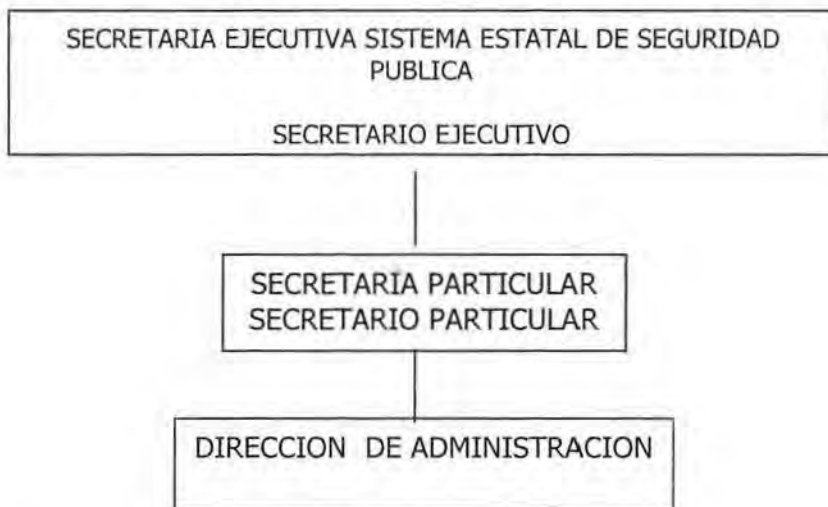 SECRETARIA EJECUTIVA SISTEMA ESTATAL DE SEGURIDAD
PUBLICA
SECRETARIO EJECUTIVO
SECRETARIA PARTICULAR
SECRETARIO PARTICULAR
DIRECCION DE ADMINISTRACION